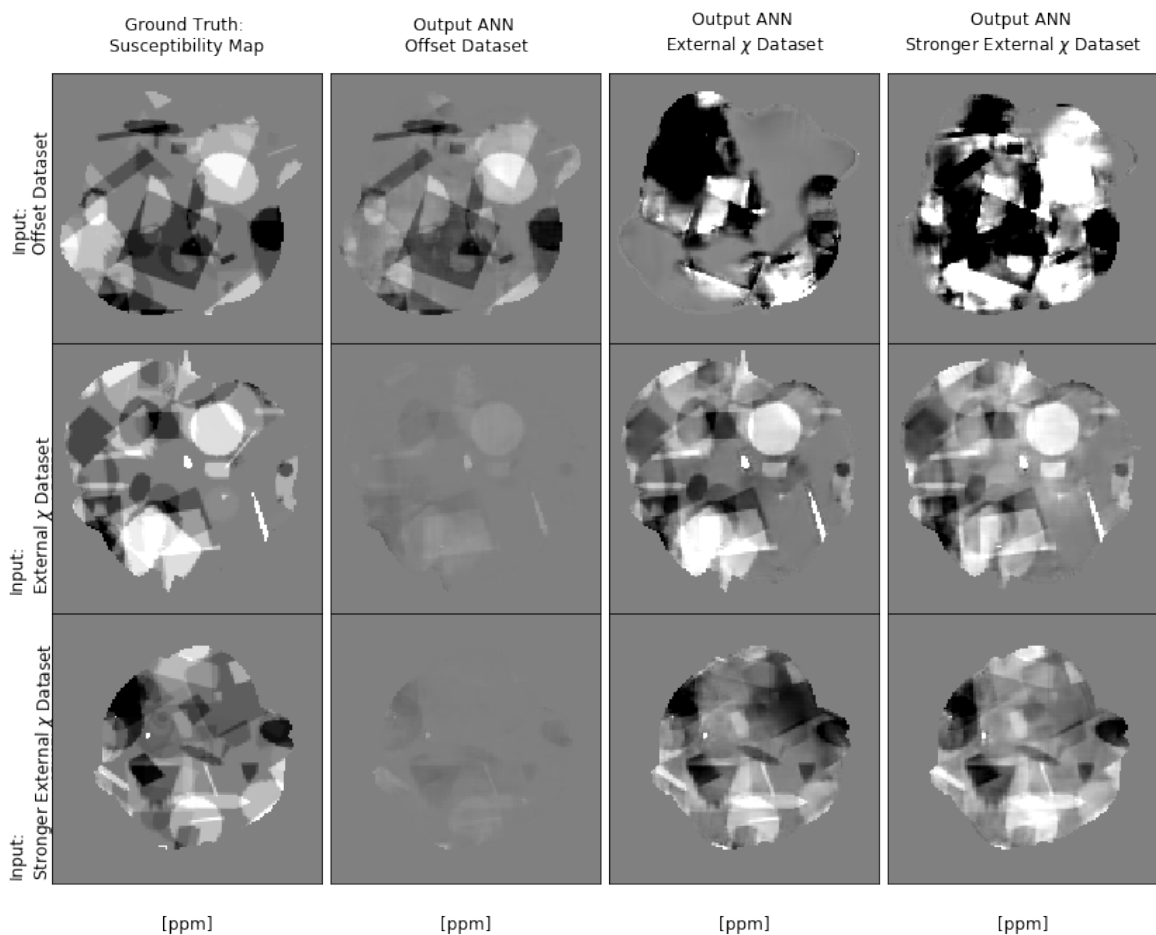 Ground Truth:
Susceptibility Map
Output ANN
Offset Dataset
Output ANN
External χ Dataset
Output ANN
Stronger External χ Dataset
Input:
Offset Dataset
Input:
External χ Dataset
Input:
Stronger External χ Dataset
[ppm]
[ppm]
[ppm]
[ppm]